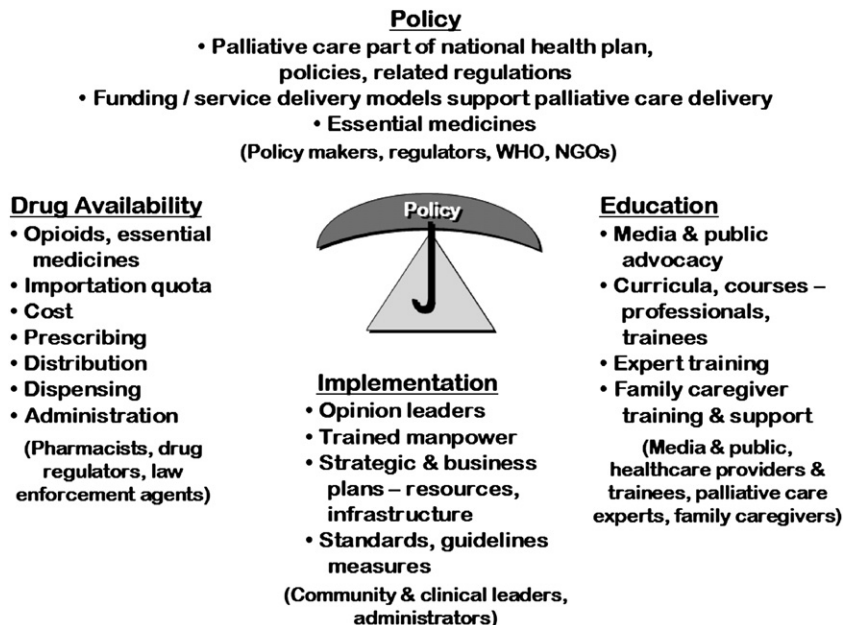 Policy
• Palliative care part of national health plan,
policies, related regulations
• Funding / service delivery models support palliative care delivery
• Essential medicines
(Policy makers, regulators, WHO, NGOs)
Drug Availability
• Opioids, essential
medicines
• Importation quota
• Cost
• Prescribing
• Distribution
• Dispensing
• Administration
(Pharmacists, drug
regulators, law
enforcement agents)
Policy
Implementation
• Opinion leaders
• Trained manpower
• Strategic & business
plans – resources,
infrastructure
• Standards, guidelines
measures
(Community & clinical leaders,
administrators)
Education
• Media & public
advocacy
• Curricula, courses –
professionals,
trainees
• Expert training
• Family caregiver
training & support
(Media & public,
healthcare providers &
trainees, palliative care
experts, family caregivers)